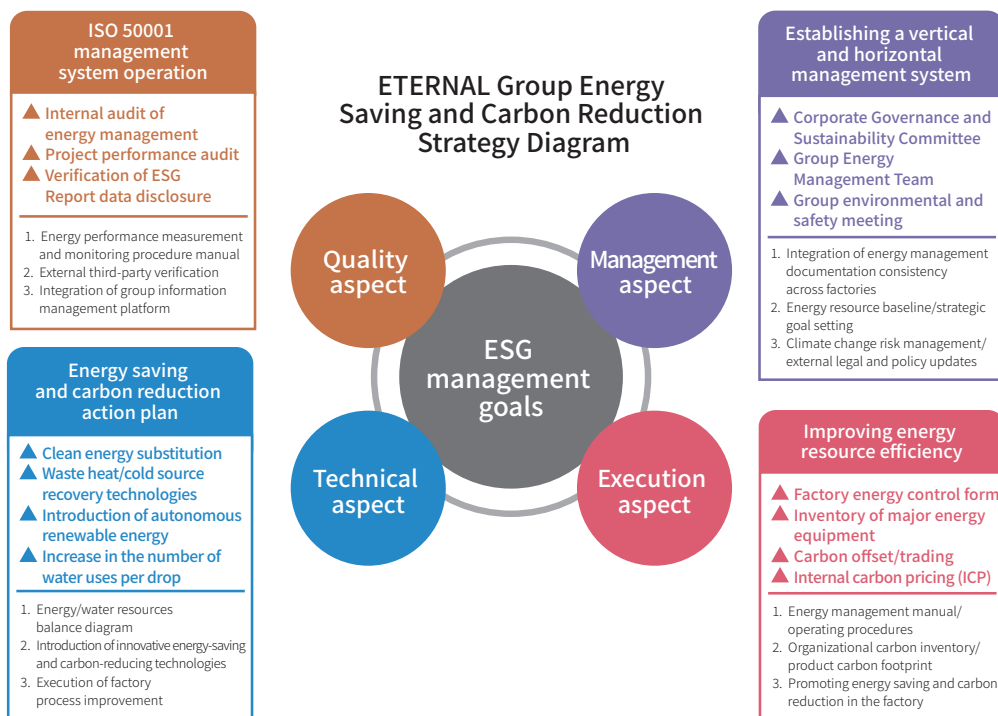 ISO 50001
management
system operation
▲ Internal audit of
energy management
▲ Project performance audit
▲ Verification of ESG
Report data disclosure
1. Energy performance measurement
and monitoring procedure manual
2. External third-party verification
3. Integration of group information
management platform
Energy saving
and carbon reduction
action plan
▲ Clean energy substitution
▲ Waste heat/cold source
recovery technologies
▲ Introduction of autonomous
renewable energy
▲ Increase in the number of
water uses per drop
1. Energy/water resources
balance diagram
2. Introduction of innovative energy-saving
and carbon-reducing technologies
3. Execution of factory
process improvement
ETERNAL Group Energy
Saving and Carbon Reduction
Strategy Diagram
Quality
aspect
Management
aspect
ESG
management
goals
Technical
aspect
Execution
aspect
Establishing a vertical
and horizontal
management system
▲ Corporate Governance and
Sustainability Committee
▲ Group Energy
Management Team
▲ Group environmental and
safety meeting
1. Integration of energy management
documentation consistency
across factories
2. Energy resource baseline/strategic
goal setting
3. Climate change risk management/
external legal and policy updates
Improving energy
resource efficiency
▲ Factory energy control form
▲ Inventory of major energy
equipment
▲ Carbon offset/trading
▲ Internal carbon pricing (ICP)
1. Energy management manual/
operating procedures
2. Organizational carbon inventory/
product carbon footprint
3. Promoting energy saving and carbon
reduction in the factory